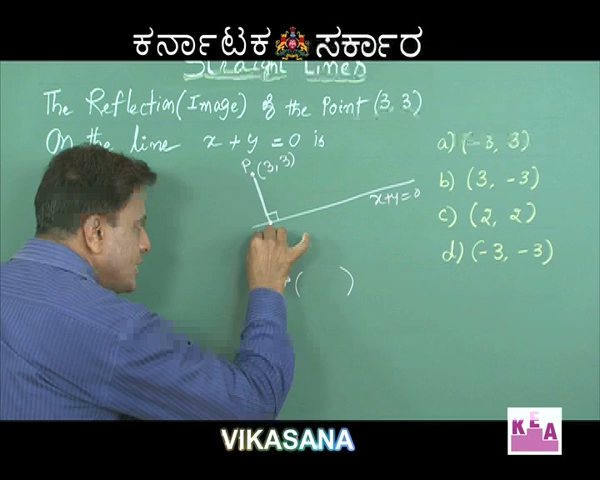 ಕರ್ನಾಟಕ ಸರ್ಕಾರ
Straight Lines
The Reflection (Image) of the Point (3, 3)
On the line x + y = 0 is
P (3, 3)
x+y=0
( )
a) (-3, 3)
b) (3, -3)
c) (2, 2)
d) (-3, -3)
KEA
VIKASANA